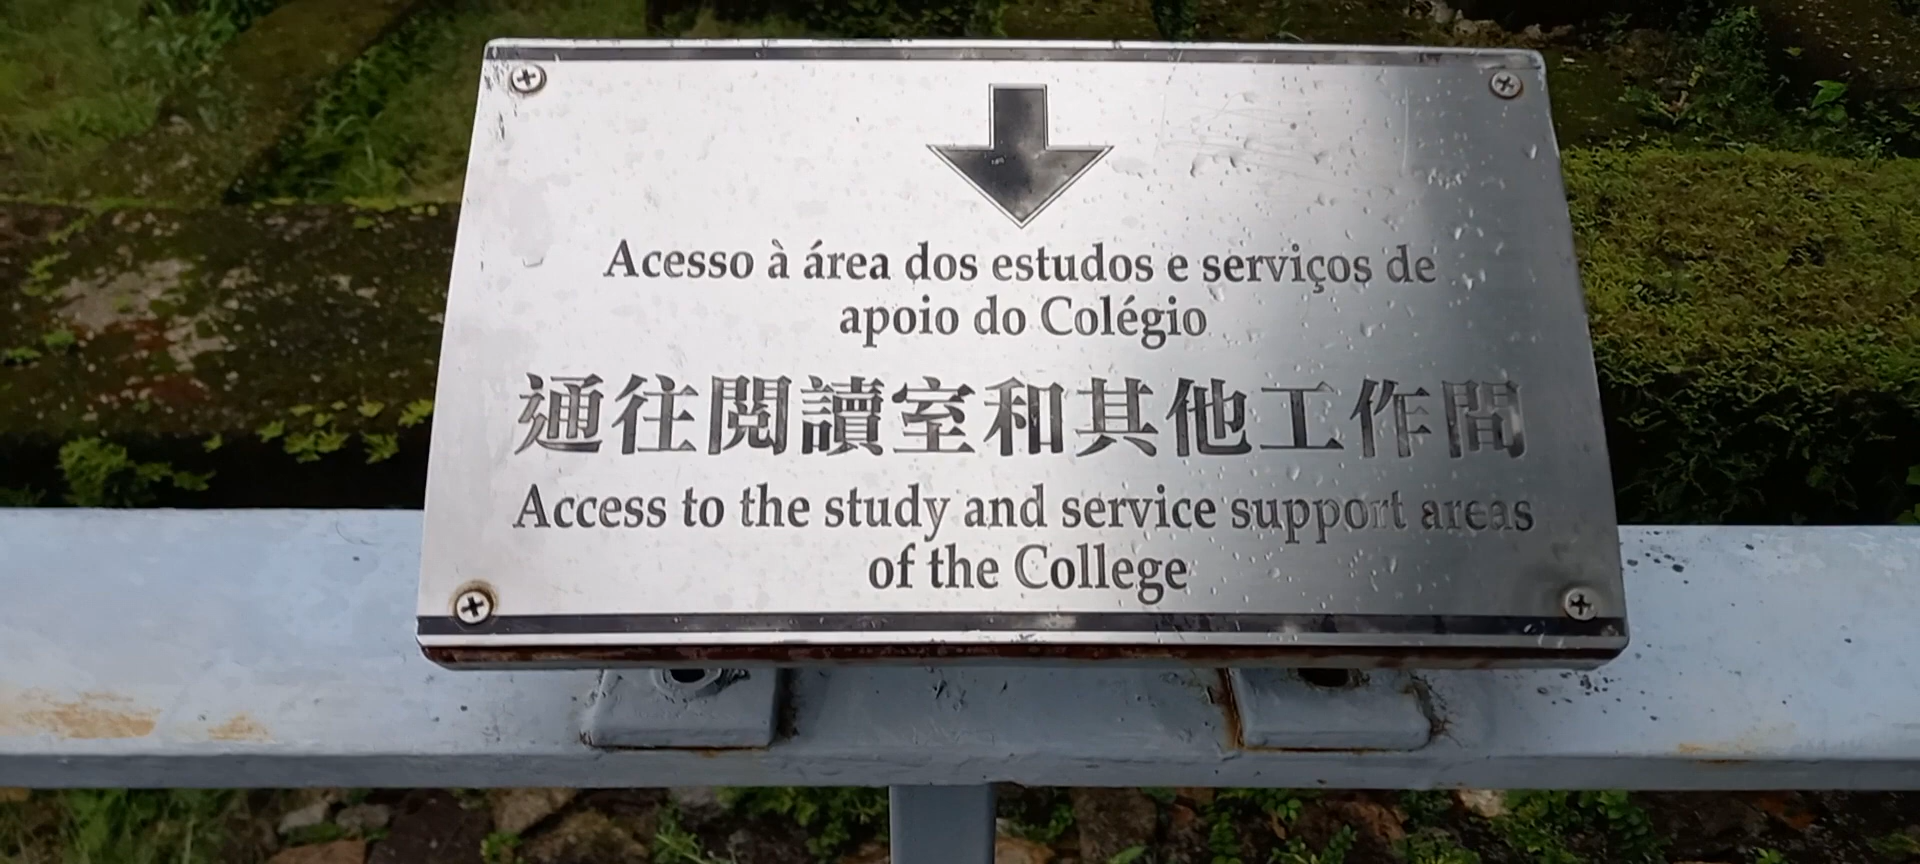 Acesso à área dos estudos e serviços de
apoio do Colégio
通往閱讀室和其他工作間
Access to the study and service support areas
of the College